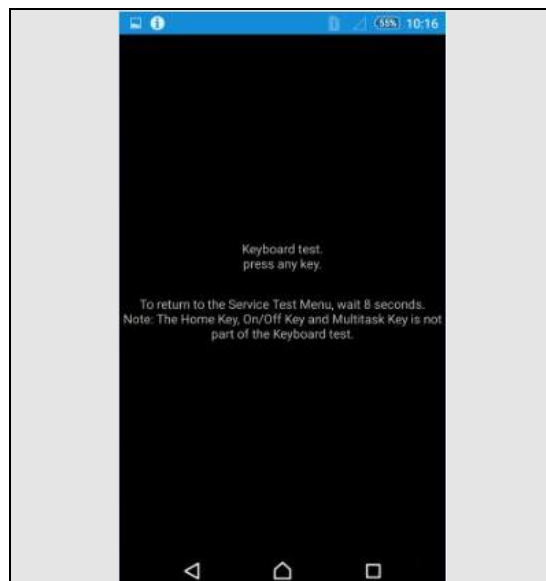 55% 10:16
Keyboard test.
press any key.
To return to the Service Test Menu, wait 8 seconds.
Note: The Home Key, On/Off Key and Multitask Key is not
part of the Keyboard test.